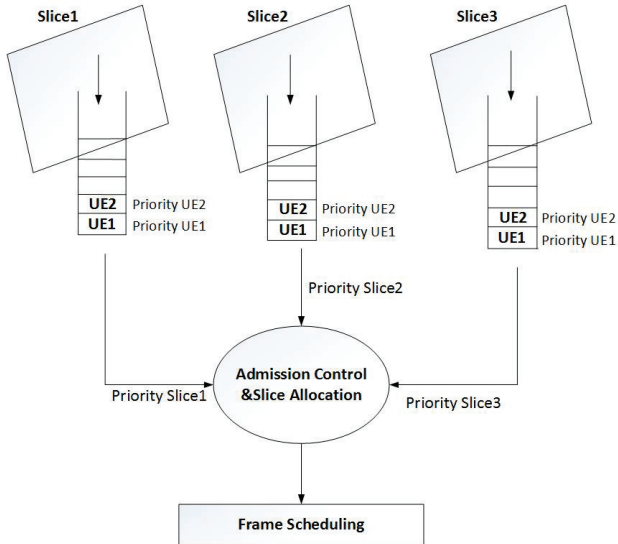 Slice1
Slice2
Slice3
UE2 Priority UE2
UE1 Priority UE1
UE2 Priority UE2
UE1 Priority UE1
UE2 Priority UE2
UE1 Priority UE1
Priority Slice2
Admission Control
&Slice Allocation
Priority Slice1
Priority Slice3
Frame Scheduling